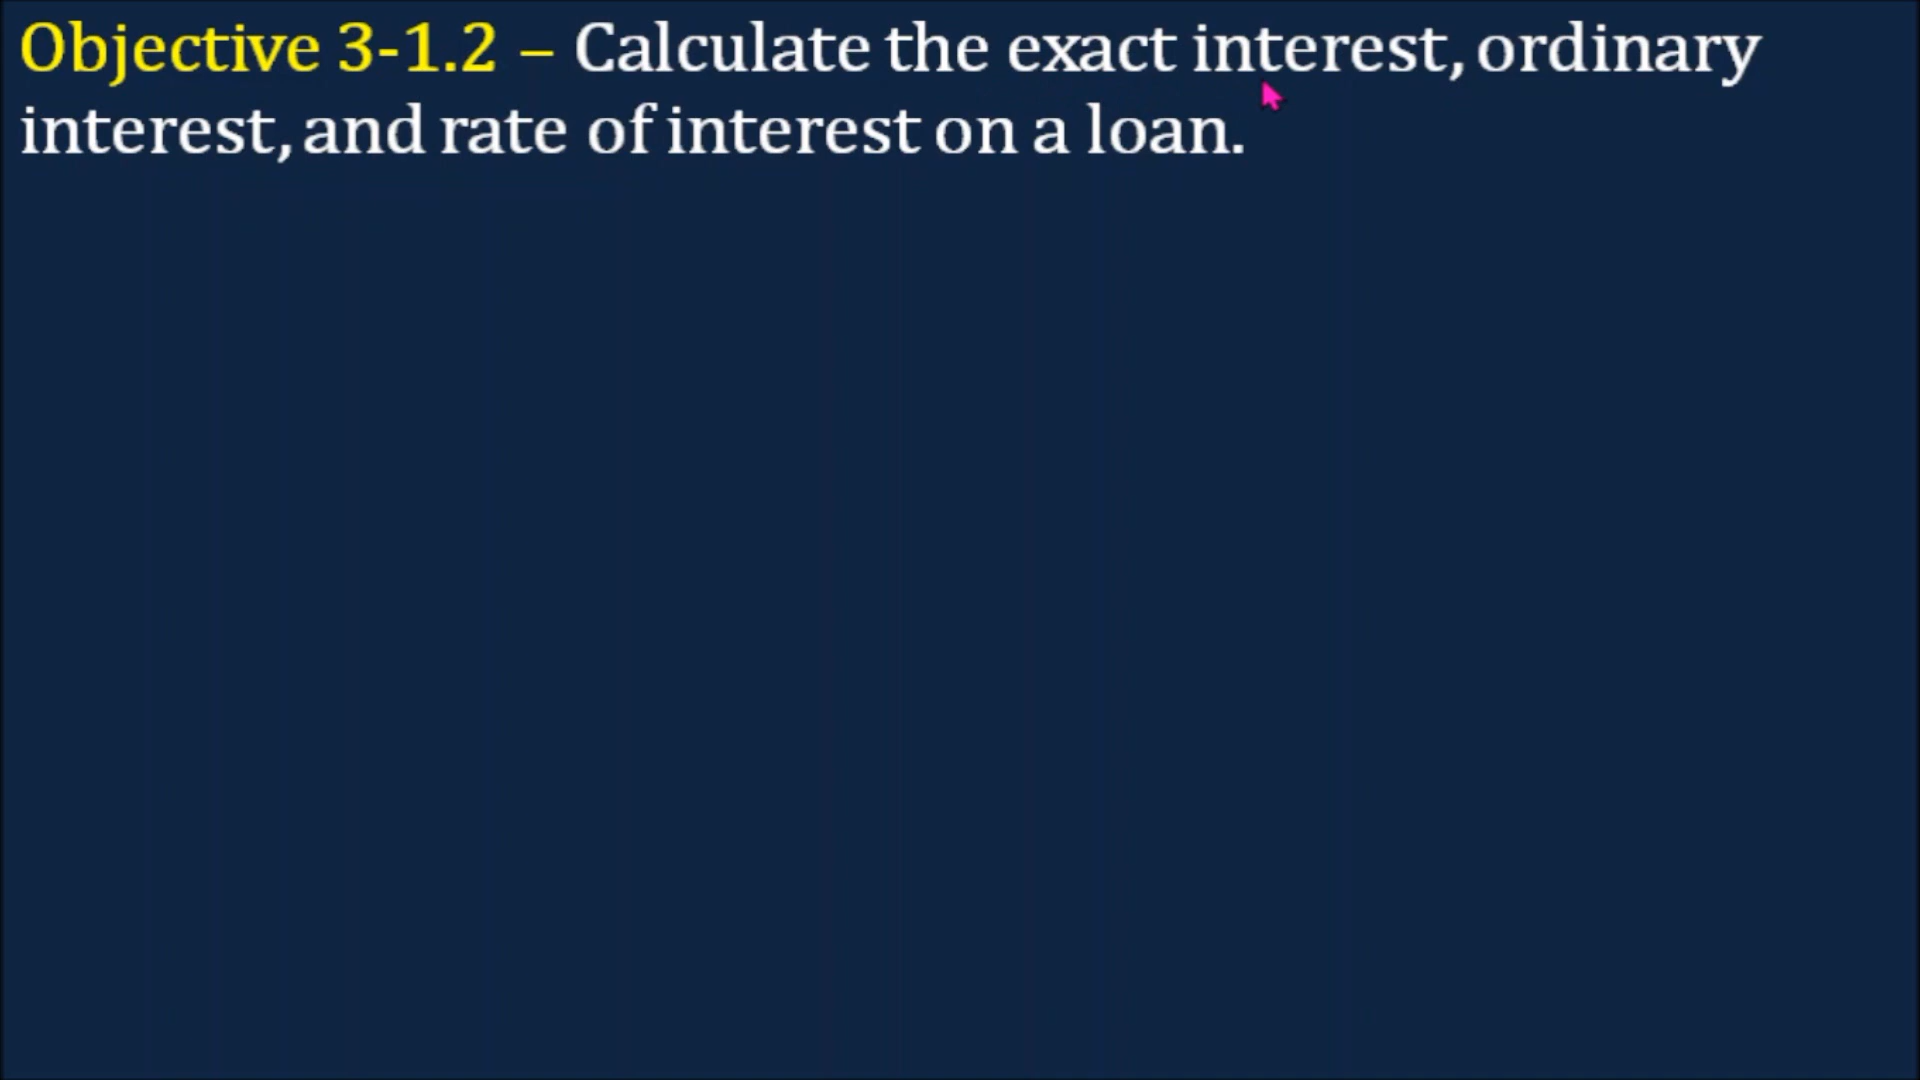 Objective 3-1.2 – Calculate the exact interest, ordinary
interest, and rate of interest on a loan.